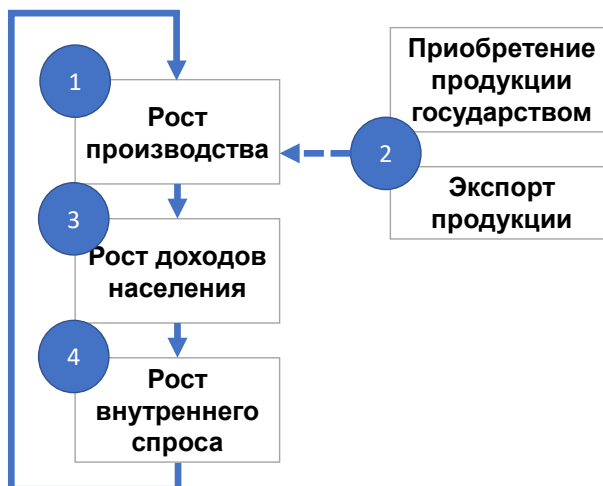 1
Рост
производства
2
Приобретение
продукции
государством
Экспорт
продукции
3
Рост доходов
населения
4
Рост
внутреннего
спроса